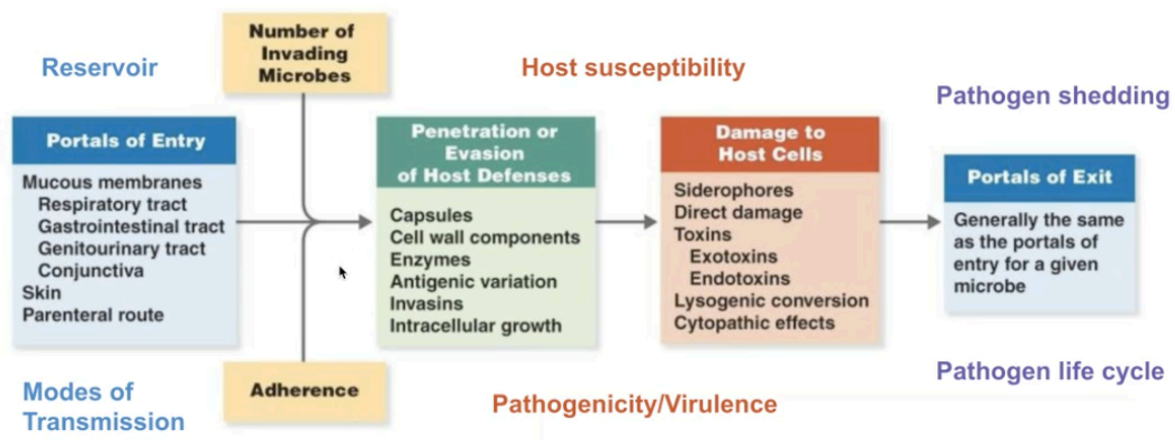 Reservoir
Number of
Invading
Microbes
Host susceptibility
Pathogen shedding
Portals of Entry
Mucous membranes
Respiratory tract
Gastrointestinal tract
Genitourinary tract
Conjunctiva
Skin
Parenteral route
Penetration or
Evasion
of Host Defenses
Capsules
Cell wall components
Enzymes
Antigenic variation
Invasins
Intracellular growth
Damage to
Host Cells
Siderophores
Direct damage
Toxins
Exotoxins
Endotoxins
Lysogenic conversion
Cytopathic effects
Portals of Exit
Generally the same
as the portals of
entry for a given
microbe
Modes of
Transmission
Adherence
Pathogenicity/Virulence
Pathogen life cycle